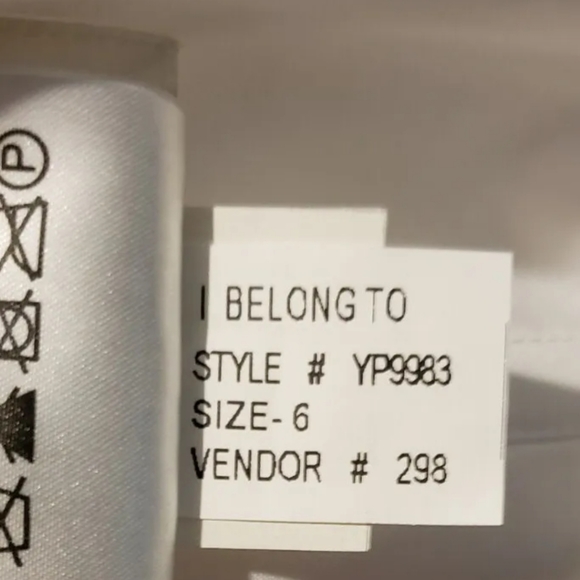 P
I BELONG TO
STYLE # YP9983
SIZE- 6
VENDOR # 298